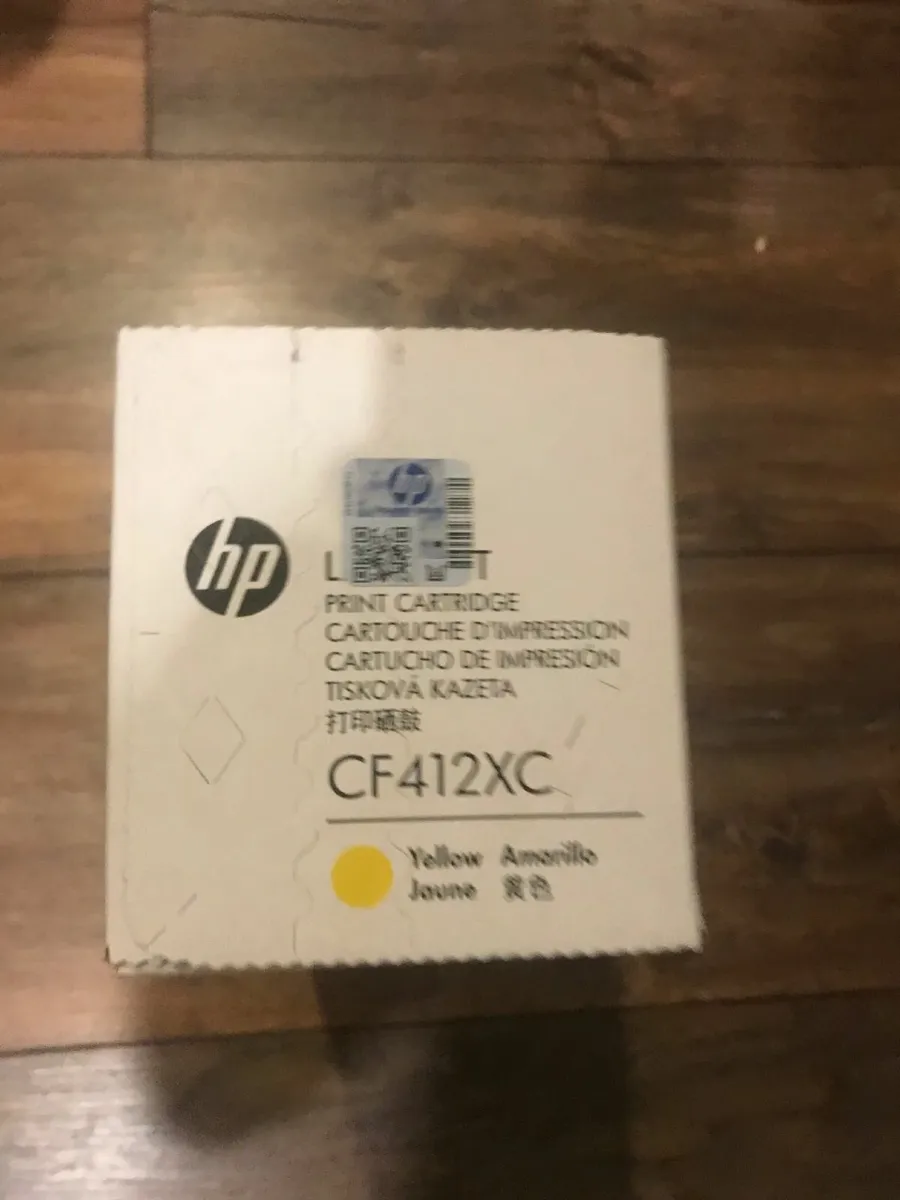 hp
hp
PRINT CARTRIDGE
CARTOUCHE D'IMPRESSION
CARTUCHO DE IMPRESIÓN
TISKOVÁ KAZETA
打印硒鼓
CF412XC
Yellow Amarillo
Jaune 黄色